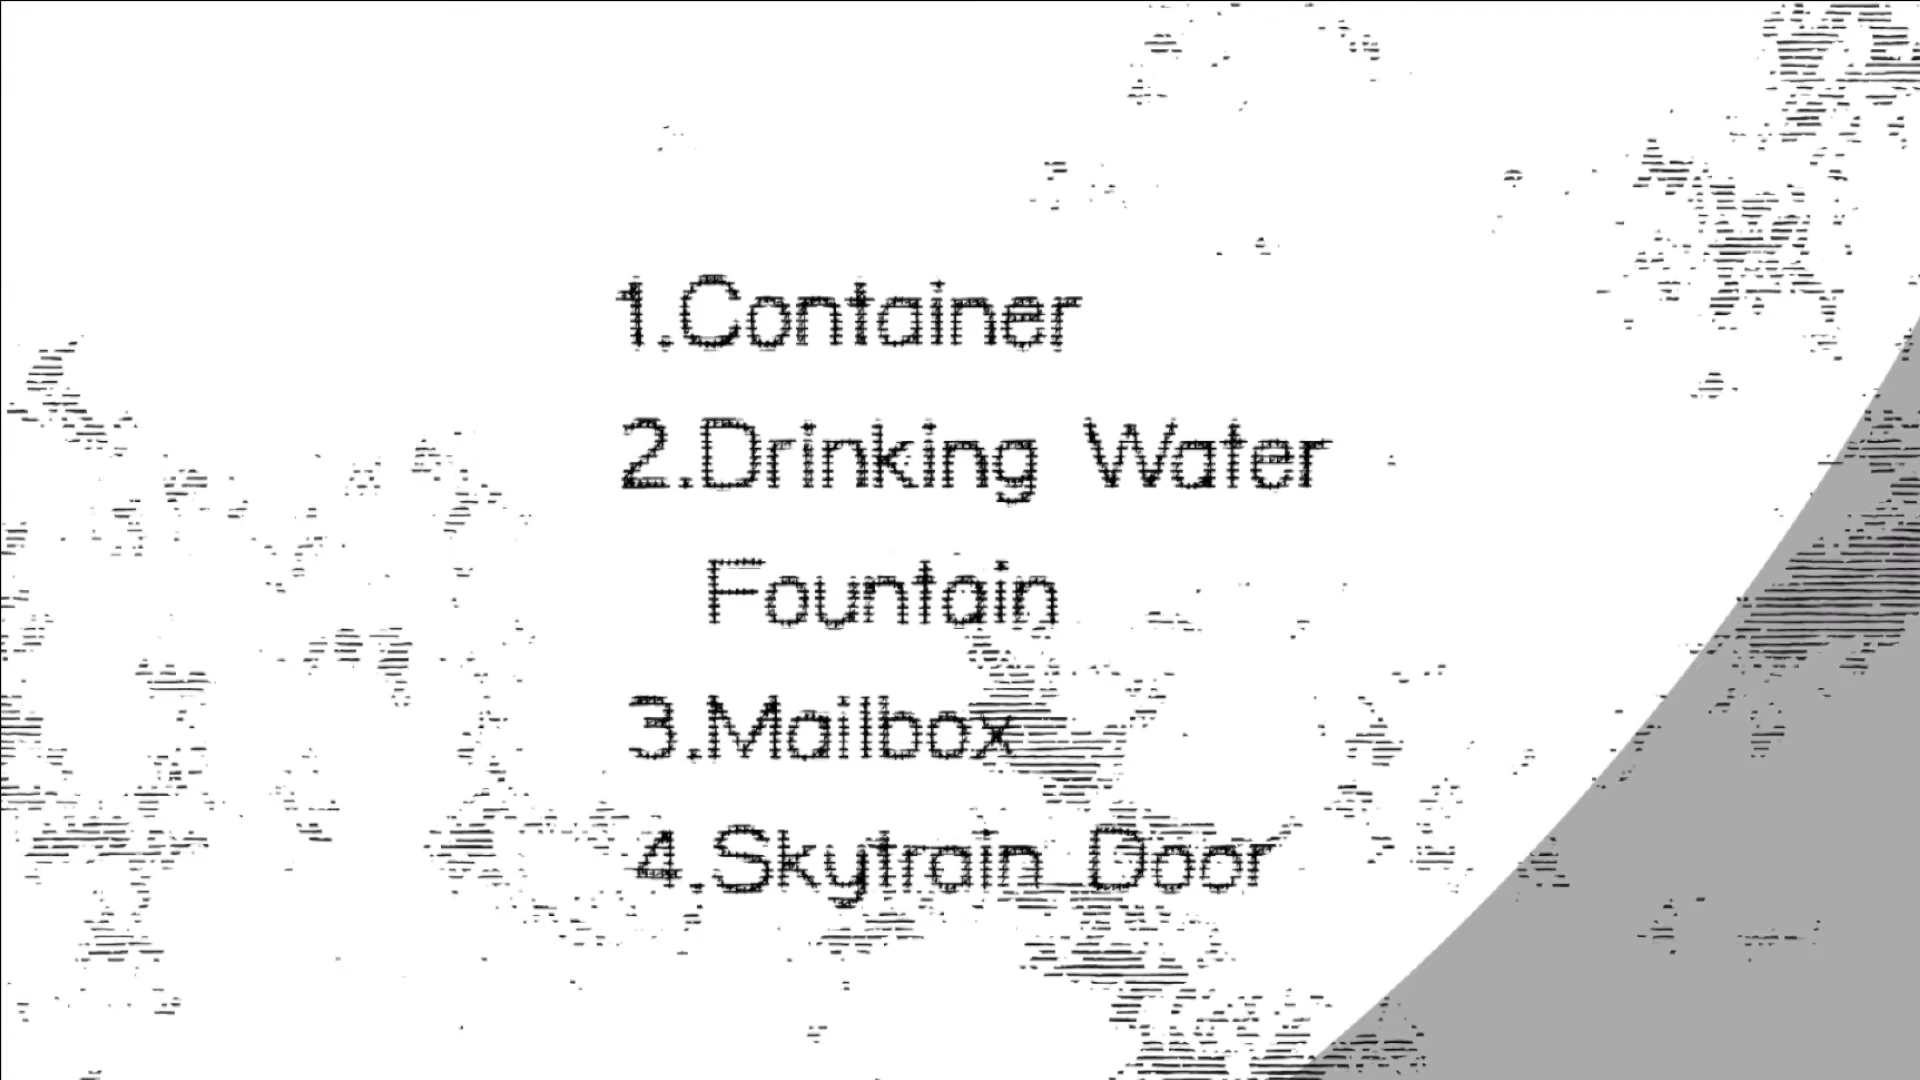 1.Container
2.Drinking Water
Fountain
3.Mailbox
4.Skytrain Door